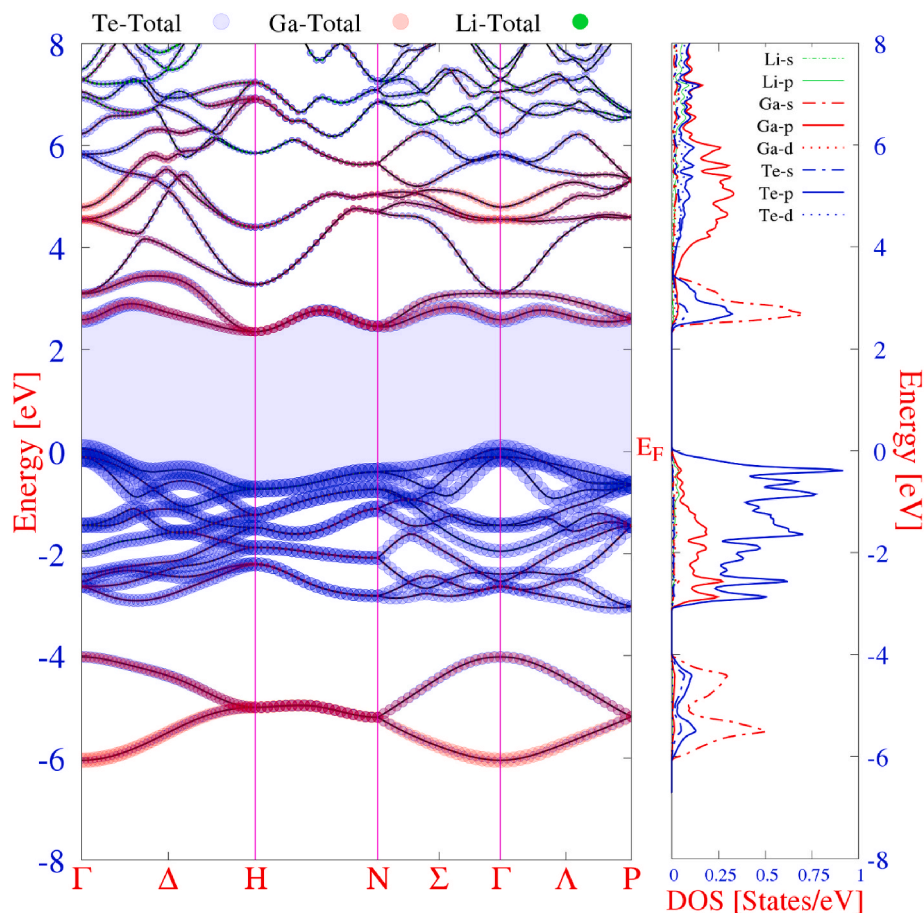 Te-Total Ga-Total Li-Total
8
6
4
2
0
-2
-4
-6
-8
Energy [eV]
Γ Δ H N Σ Γ Λ P
E_F
Li-s
Li-p
Ga-s
Ga-p
Ga-d
Te-s
Te-p
Te-d
8
6
4
2
0
-2
-4
-6
-8
Energy [eV]
0 0.25 0.5 0.75 1
DOS [States/eV]